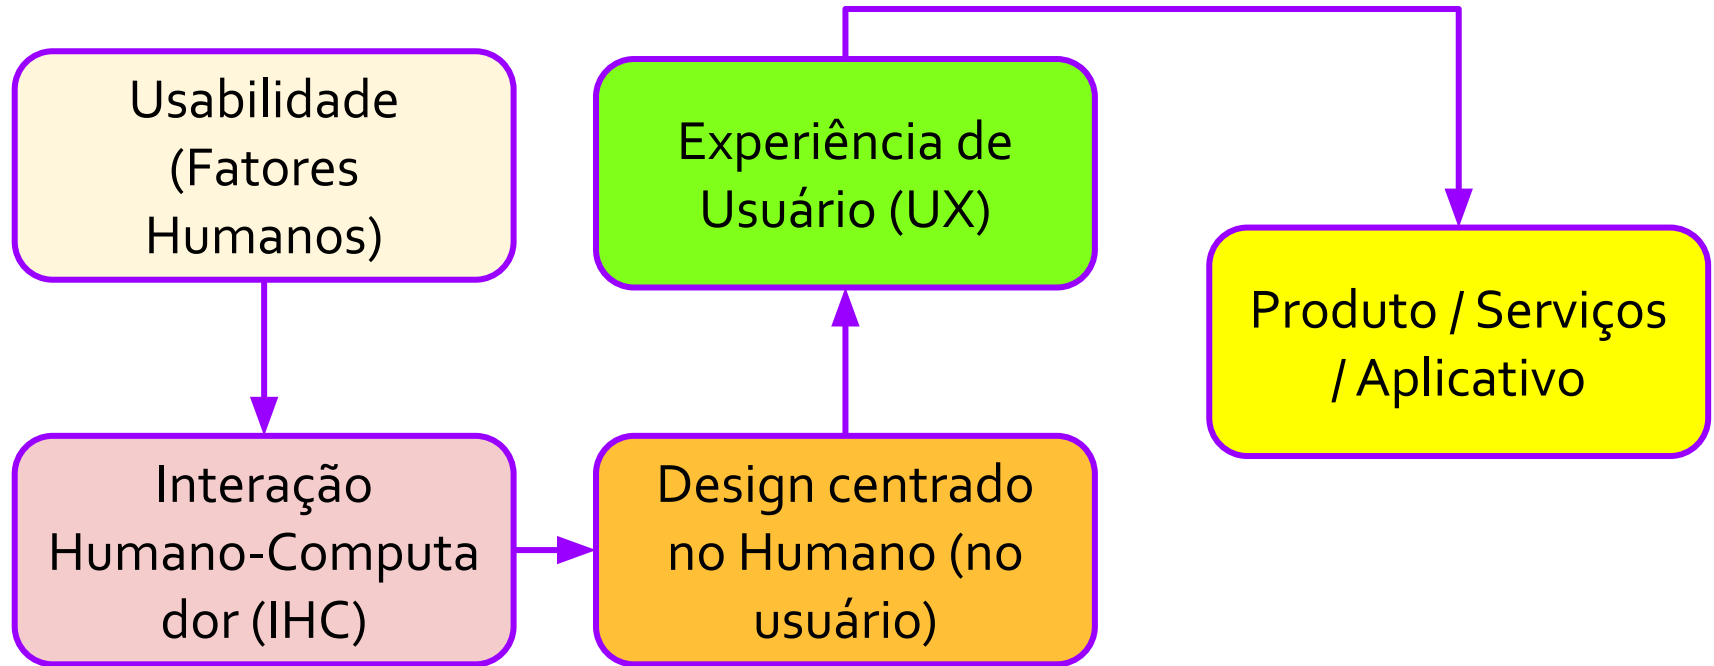 Usabilidade
(Fatores
Humanos)
Interação
Humano-Computa
dor (IHC)
Design centrado
no Humano (no
usuário)
Experiência de
Usuário (UX)
Produto / Serviços
/ Aplicativo